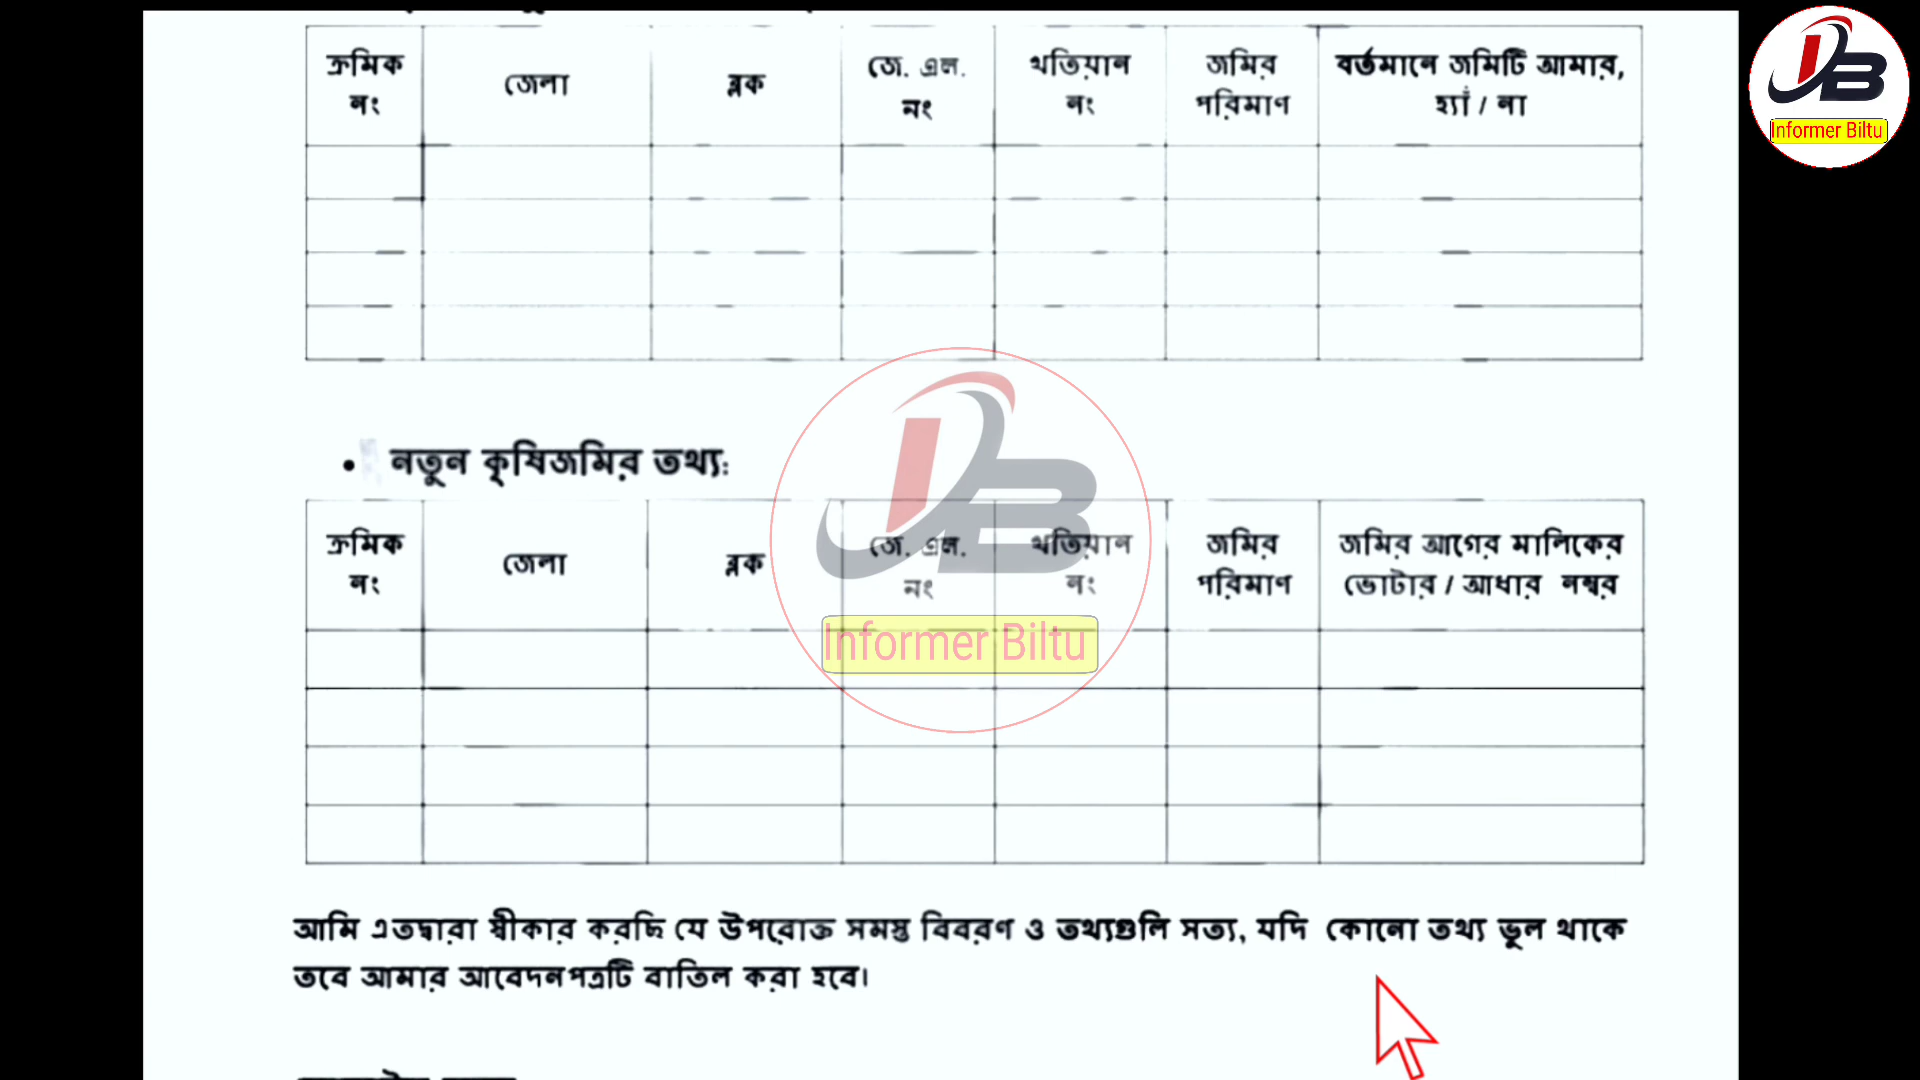 ক্রমিক নং
জেলা
ব্লক
জে. এল. নং
খতিয়ান নং
জমির পরিমাণ
বর্তমানে জমিটি আমার, হ্যাঁ / না
Informer Biltu
• নতুন কৃষিজমির তথ্য:
ক্রমিক নং
জেলা
ব্লক
জে. এল. নং
খতিয়ান নং
জমির পরিমাণ
জমির আগের মালিকের ভোটার / আধার নম্বর
Informer Biltu
আমি এতদ্বারা স্বীকার করছি যে উপরোক্ত সমস্ত বিবরণ ও তথ্যগুলি সত্য, যদি কোনো তথ্য ভুল থাকে
তবে আমার আবেদনপত্রটি বাতিল করা হবে।